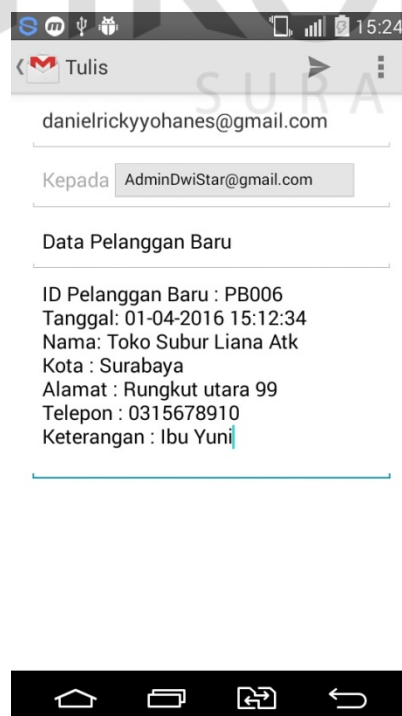 15:24
Tulis
SURA
danielrickyyohanes@gmail.com
Kepada AdminDwiStar@gmail.com
Data Pelanggan Baru
ID Pelanggan Baru : PB006
Tanggal: 01-04-2016 15:12:34
Nama: Toko Subur Liana Atk
Kota : Surabaya
Alamat : Rungkut utara 99
Telepon : 0315678910
Keterangan : Ibu Yuni